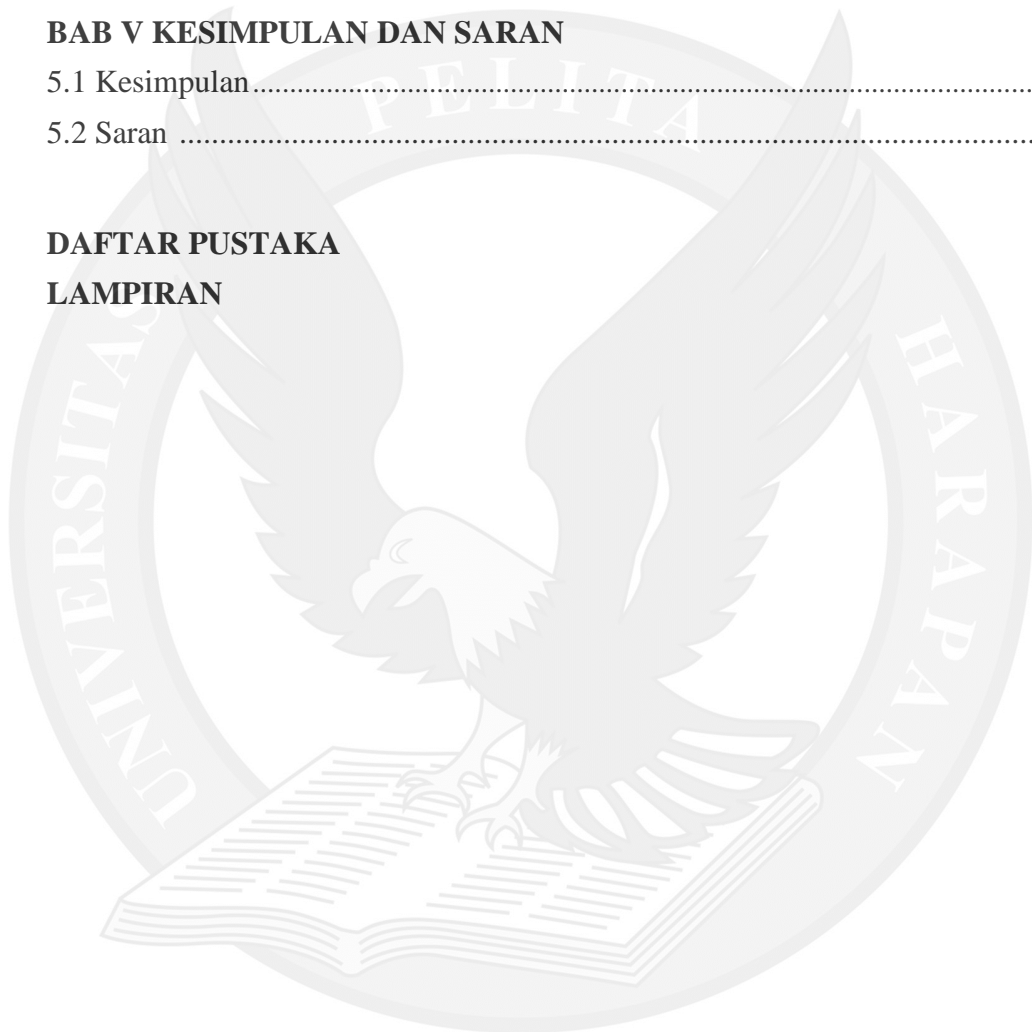 BAB V KESIMPULAN DAN SARAN
5.1 Kesimpulan........................................................................................................
5.2 Saran ................................................................................................................
DAFTAR PUSTAKA
LAMPIRAN
UNIVERSITAS PELITA HARAPAN